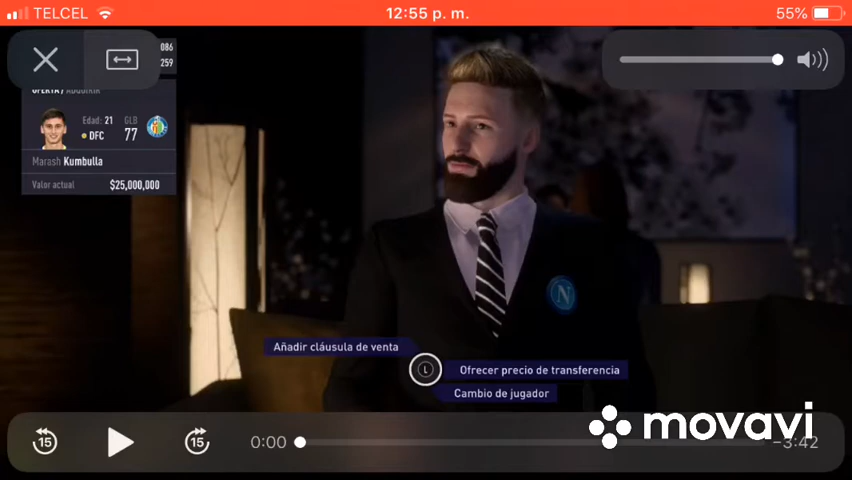 TELCEL
12:55 p. m.
55%
086
259
OFERTA / ADQUIRIR
Edad: 21
GLB
DFC
77
Marash Kumbulla
Valor actual
$25,000,000
N
Añadir cláusula de venta
L
Ofrecer precio de transferencia
Cambio de jugador
movavi
15
15
0:00
-3:42